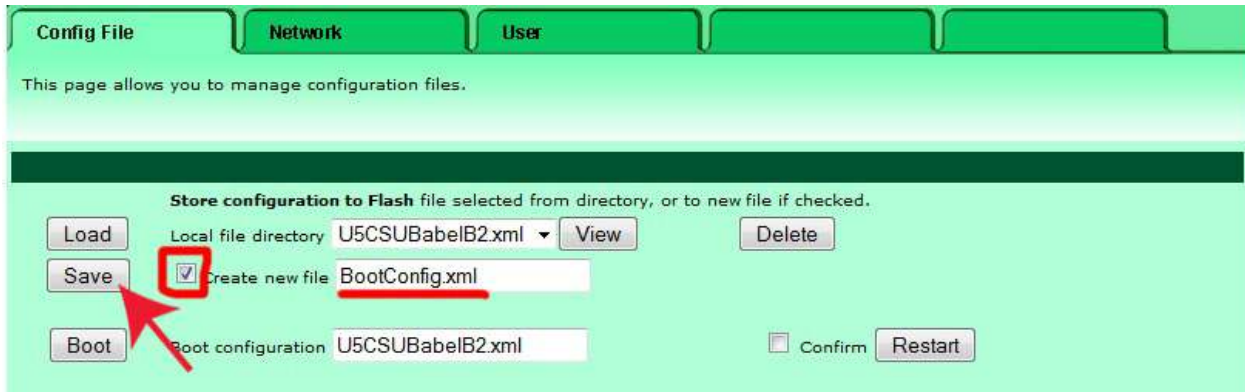 Config File Network User
This page allows you to manage configuration files.
Store configuration to Flash file selected from directory, or to new file if checked.
Load Local file directory U5CSUBabelB2.xml View Delete
Save Create new file BootConfig.xml
Boot Boot configuration U5CSUBabelB2.xml Confirm Restart